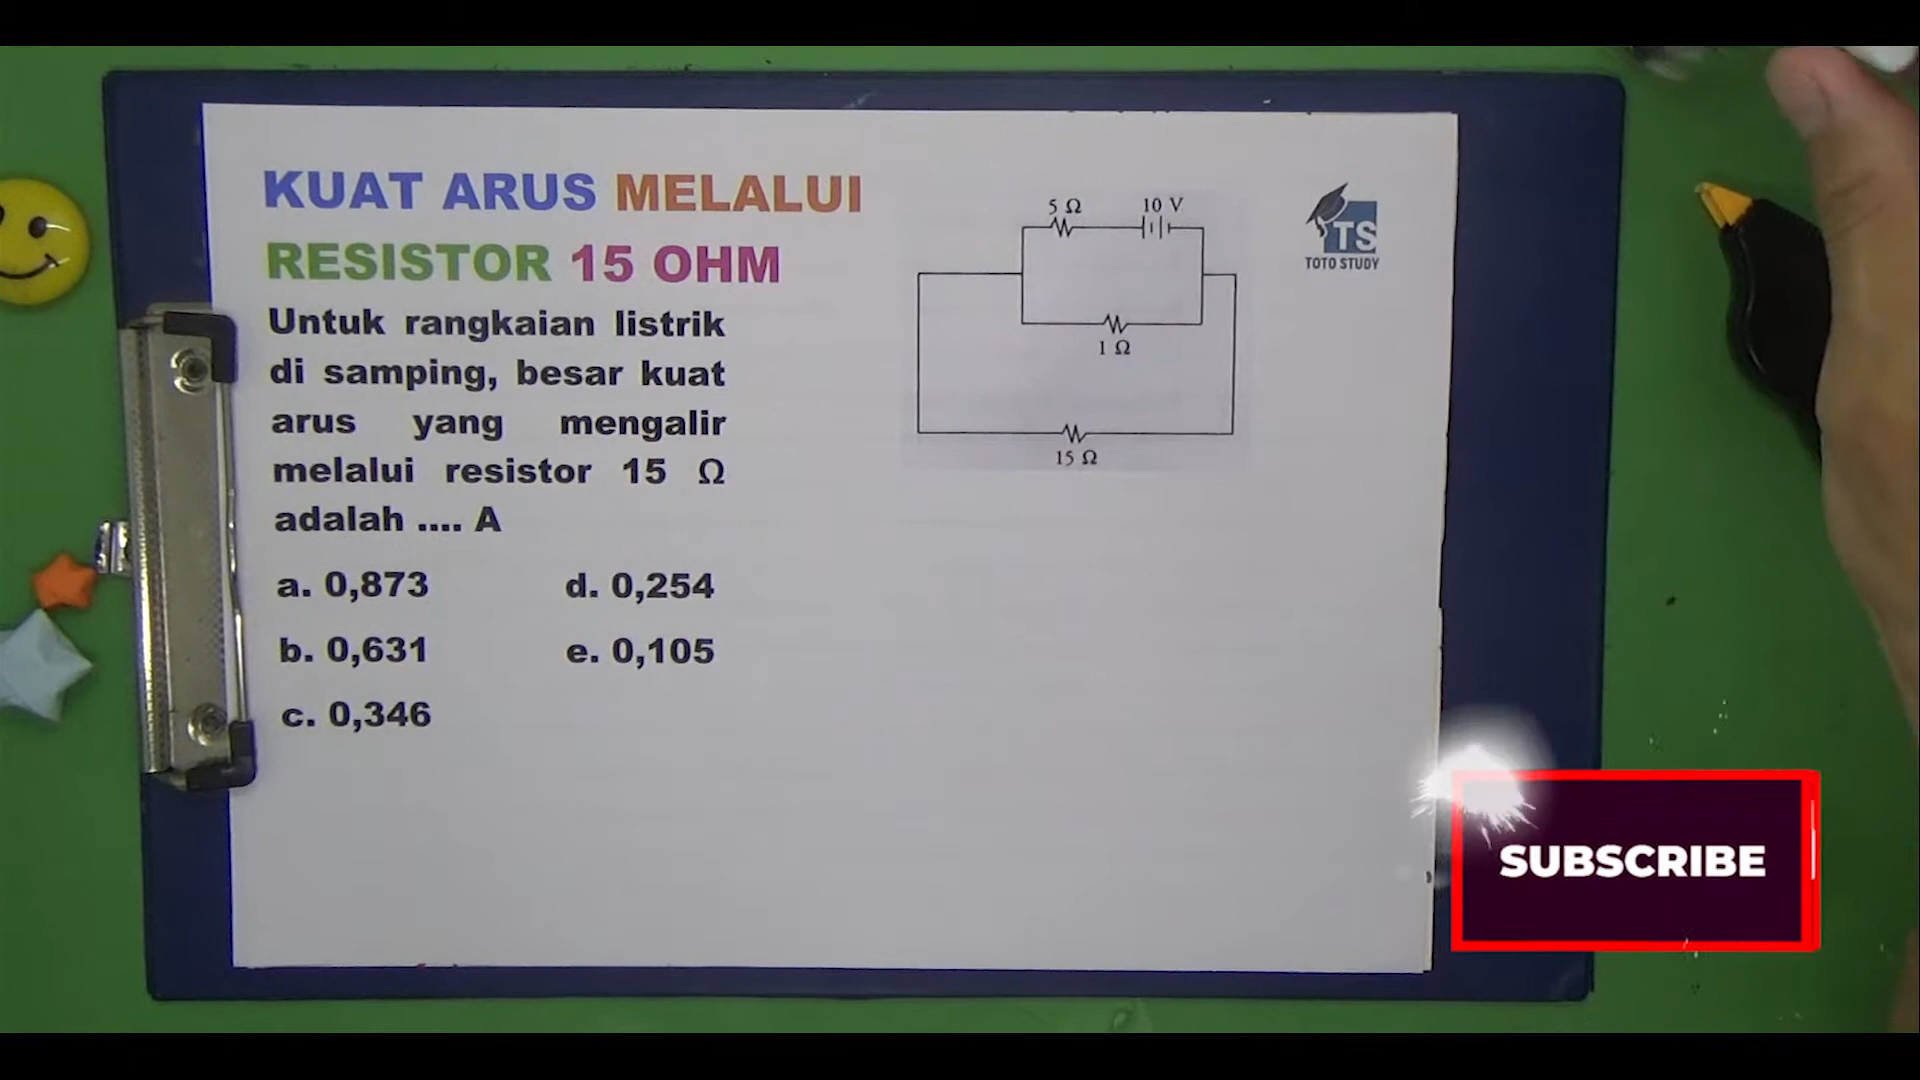 KUAT ARUS MELALUI
RESISTOR 15 OHM
Untuk rangkaian listrik
di samping, besar kuat
arus yang mengalir
melalui resistor 15 Ω
adalah .... A
a. 0,873
d. 0,254
b. 0,631
e. 0,105
c. 0,346
5 Ω
10 V
1 Ω
15 Ω
TS
TOTO STUDY
SUBSCRIBE